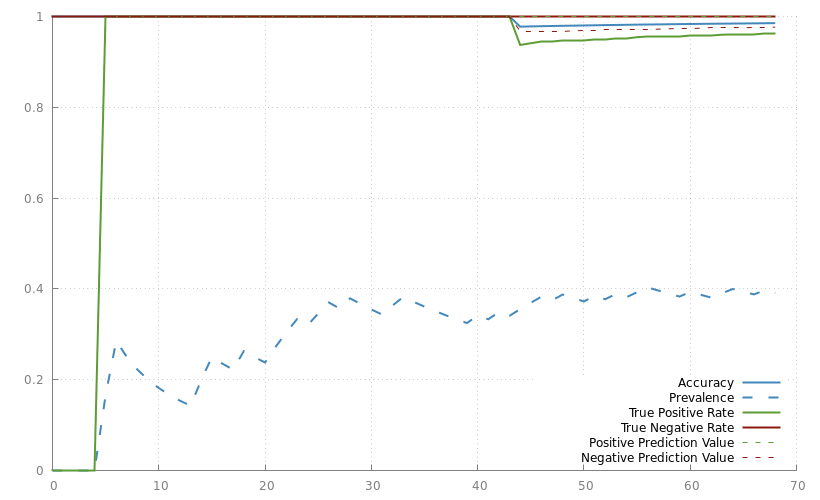 1
0.8
0.6
0.4
0.2
0
0 10 20 30 40 50 60 70
Accuracy
Prevalence
True Positive Rate
True Negative Rate
Positive Prediction Value
Negative Prediction Value